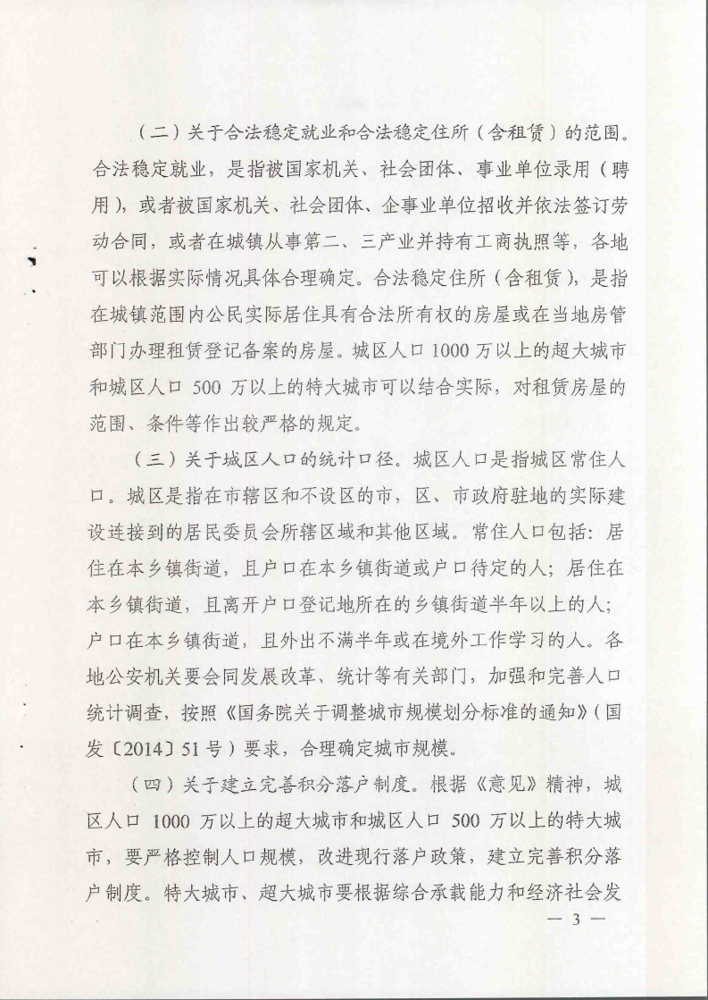 （二）关于合法稳定就业和合法稳定住所（含租赁）的范围。
合法稳定就业，是指被国家机关、社会团体、事业单位录用（聘
用），或者被国家机关、社会团体、企事业单位招收并依法签订劳
动合同，或者在城镇从事第二、三产业并持有工商执照等，各地
可以根据实际情况具体合理确定。合法稳定住所（含租赁），是指
在城镇范围内公民实际居住具有合法所有权的房屋或在当地房管
部门办理租赁登记备案的房屋。城区人口 1000 万以上的超大城市
和城区人口 500 万以上的特大城市可以结合实际，对租赁房屋的
范围、条件等作出较严格的规定。
（三）关于城区人口的统计口径。城区人口是指城区常住人
口。城区是指在市辖区和不设区的市，区、市政府驻地的实际建
设连接到的居民委员会所辖区域和其他区域。常住人口包括：居
住在本乡镇街道，且户口在本乡镇街道或户口待定的人；居住在
本乡镇街道，且离开户口登记地所在的乡镇街道半年以上的人；
户口在本乡镇街道，且外出不满半年或在境外工作学习的人。各
地公安机关要会同发展改革、统计等有关部门，加强和完善人口
统计调查，按照《国务院关于调整城市规模划分标准的通知》（国
发〔2014〕51 号）要求，合理确定城市规模。
（四）关于建立完善积分落户制度。根据《意见》精神，城
区人口 1000 万以上的超大城市和城区人口 500 万以上的特大城
市，要严格控制人口规模，改进现行落户政策，建立完善积分落
户制度。特大城市、超大城市要根据综合承载能力和经济社会发
— 3 —